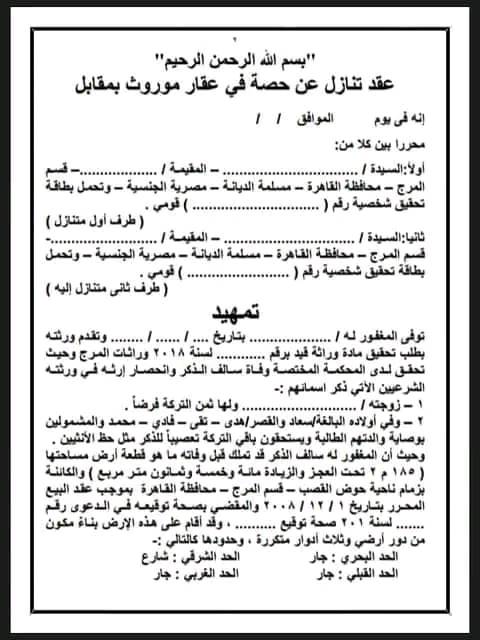 ٢
"بسم الله الرحمن الرحيم"
عقد تنازل عن حصة في عقار موروث بمقابل
إنه فى يوم الموافق / /
محررا بين كلا من:
أولاً:السيدة / ................................ – المقيمة / ..................– قسم
المرج – محافظة القاهرة – مسلمة الديانة – مصرية الجنسية – وتحمل بطاقة
تحقيق شخصية رقم ( .............................. ) قومي .
( طرف أول متنازل )
ثانيا:السيدة / ............................... – المقيمة / .........................-
قسم المرج – محافظة القاهرة – مسلمة الديانة – مصرية الجنسية – وتحمل
بطاقة تحقيق شخصية رقم ( ........................ ) قومي .
( طرف ثانى متنازل إليه )
تمهيد
توفى المغفور له / ......................... بتاريخ .... / ...... / ........ وتقدم ورثته
بطلب تحقيق مادة وراثة قيد برقم ............ لسنة ٢٠١٨ وراثات المرج وحيث
تحقق لدى المحكمة المختصة وفاة سالف الذكر وانحصار إرثه في ورثته
الشرعيين الآتي ذكر اسمائهم :-
١ – زوجته / ........................... ولها ثمن التركة فرضاً .
٢ – وفي أولاده البالغة/سعاد والقصر/هدى – تقى – فادي – محمد والمشمولين
بوصاية والدتهم الطالبة ويستحقون باقي التركة تعصيباً للذكر مثل حظ الأنثيين .
وحيث أن المغفور له سالف الذكر قد تملك قبل وفاته ما هو قطعة أرض مساحتها
( ١٨٥ م ٢ تحت العجز والزيادة مائة وخمسة وثمانون متر مربع ) والكائنة
بزمام ناحية حوض القصب – قسم المرج – محافظة القاهرة بموجب عقد البيع
المحرر بتاريخ ١ / ١٢ / ٢٠٠٨ والمقضي بصحة توقيعه في الدعوى رقم
....... لسنة ٢٠١ صحة توقيع .......... ، وقد أقام على هذه الإرض بناءً مكون
من دور أرضي وثلاث أدوار متكررة ، وحدودها كالتالي :-
الحد البحري : جار الحد الشرقي : شارع
الحد القبلي : جار الحد الغربي : جار